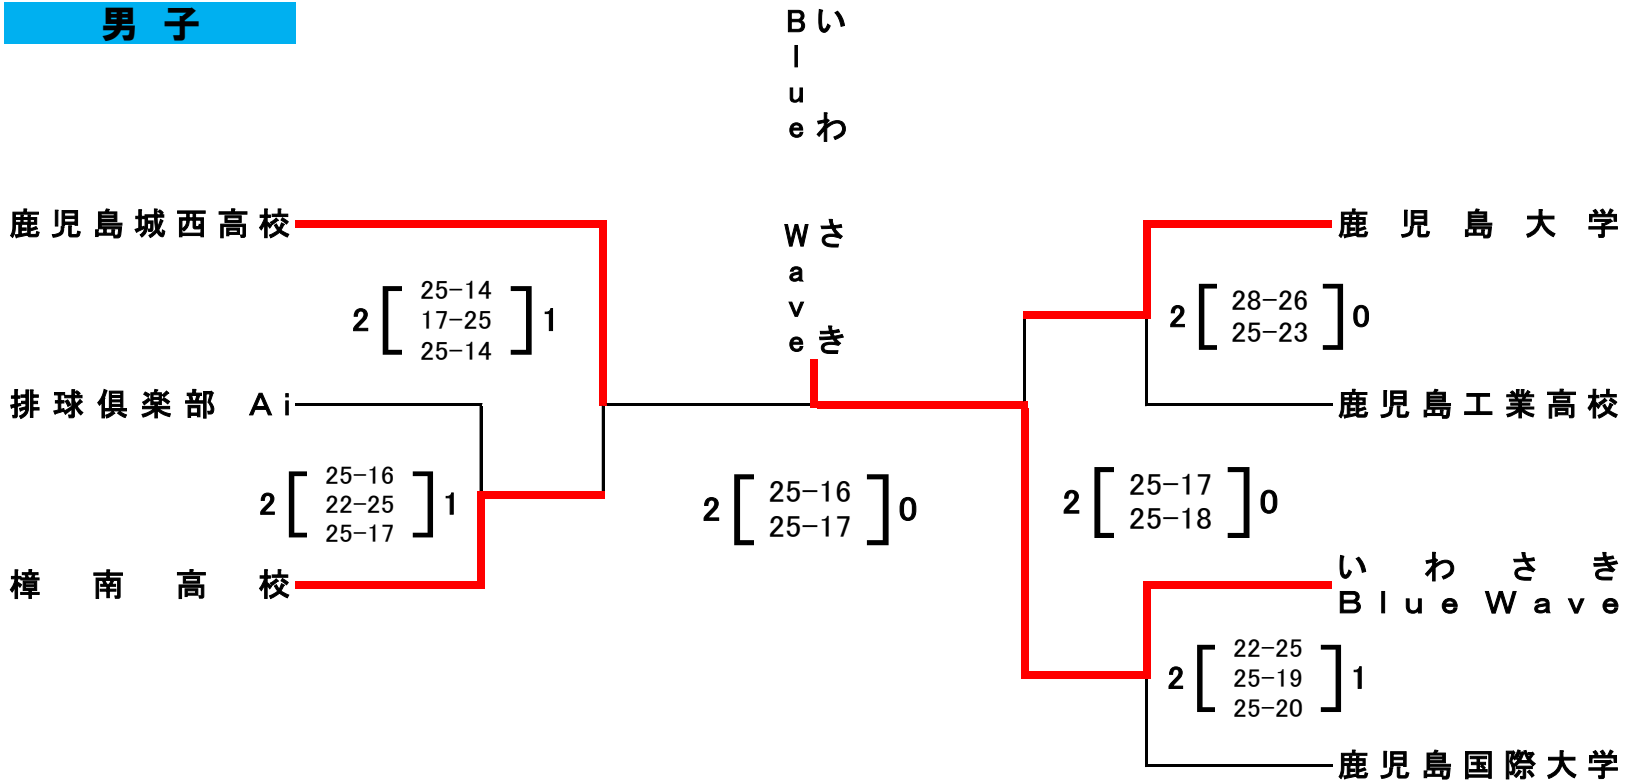 男子
いわさき
Blue Wave
鹿児島城西高校
鹿児島大学
2 [ 25-14 ] 1
17-25
25-14
2 [ 28-26 ] 0
25-23
排球倶楽部 Ai
鹿児島工業高校
2 [ 25-16 ] 1
22-25
25-17
2 [ 25-16 ] 0
25-17
2 [ 25-17 ] 0
25-18
樟南高校
いわさき
Blue Wave
2 [ 22-25 ] 1
25-19
25-20
鹿児島国際大学